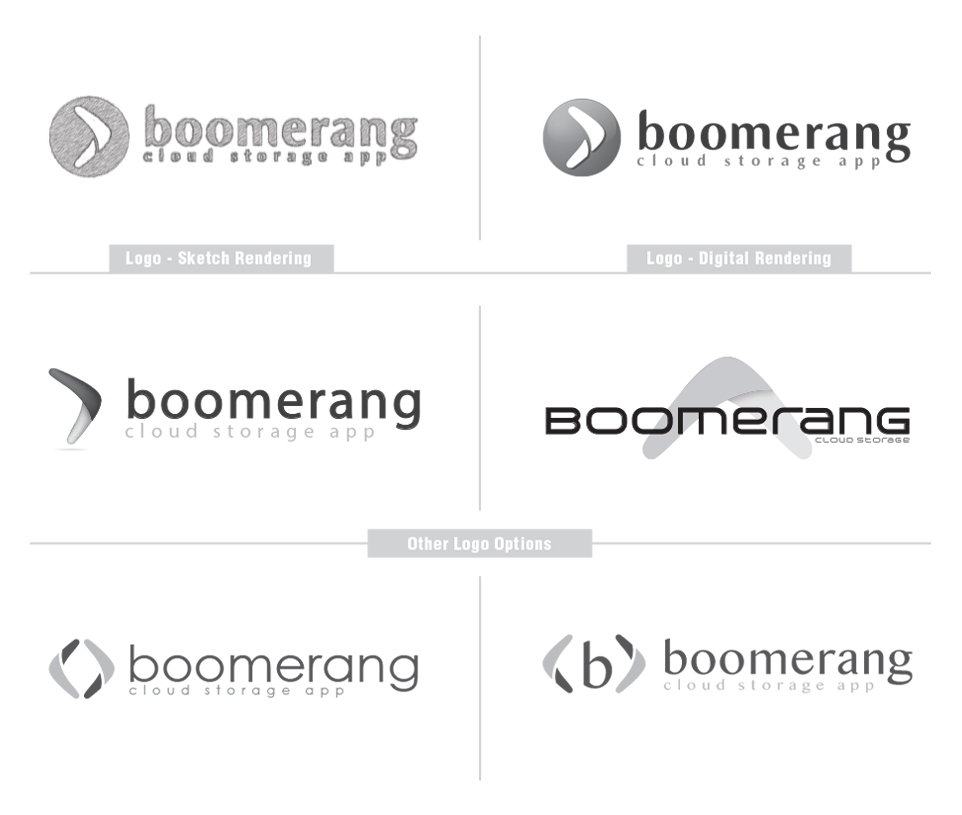 boomerang
cloud storage app
boomerang
cloud storage app
Logo - Sketch Rendering
Logo - Digital Rendering
boomerang
cloud storage app
BOOmerANG
CLOUD STORAGE
Other Logo Options
boomerang
cloud storage app
b
boomerang
cloud storage app